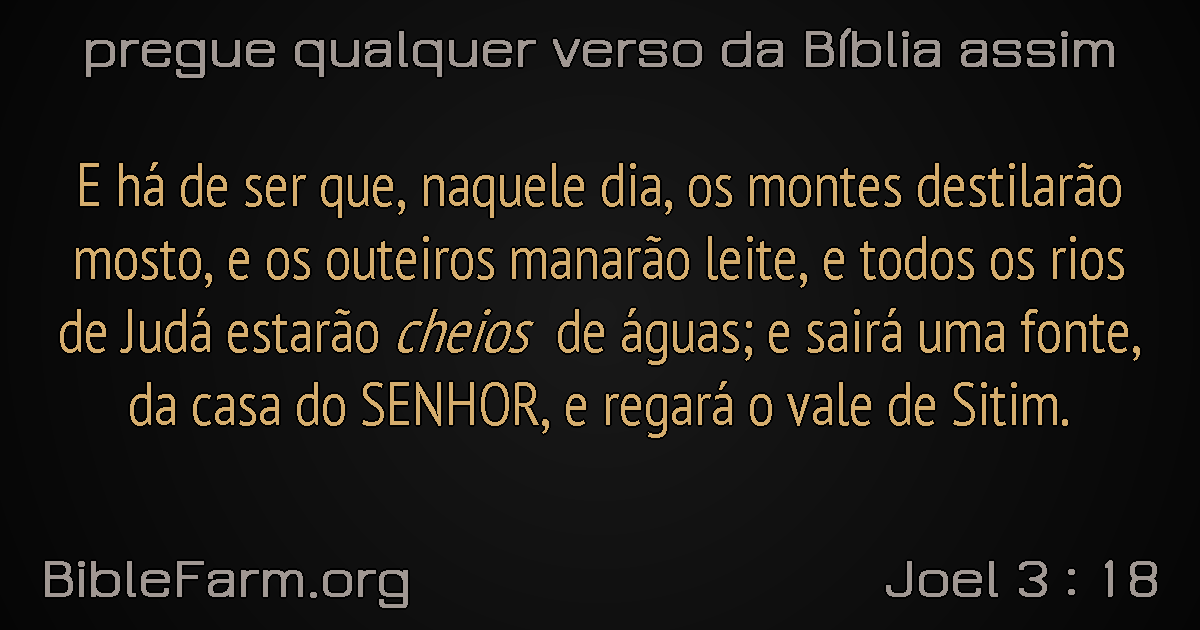 pregue qualquer verso da Bíblia assim
E há de ser que, naquele dia, os montes destilarão
mosto, e os outeiros manarão leite, e todos os rios
de Judá estarão cheios de águas; e sairá uma fonte,
da casa do SENHOR, e regará o vale de Sitim.
BibleFarm.org
Joel 3 : 18